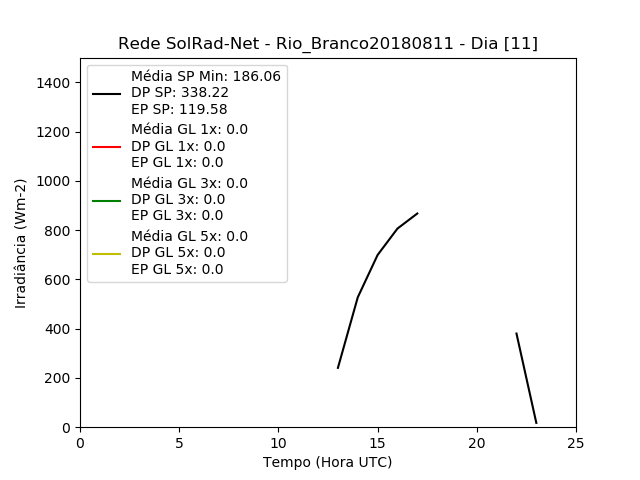 Rede SolRad-Net - Rio_Branco20180811 - Dia [11]
Média SP Min: 186.06
DP SP: 338.22
EP SP: 119.58
Média GL 1x: 0.0
DP GL 1x: 0.0
EP GL 1x: 0.0
Média GL 3x: 0.0
DP GL 3x: 0.0
EP GL 3x: 0.0
Média GL 5x: 0.0
DP GL 5x: 0.0
EP GL 5x: 0.0
1400
1200
1000
800
600
400
200
0
Irradiância (Wm-2)
0 5 10 15 20 25
Tempo (Hora UTC)